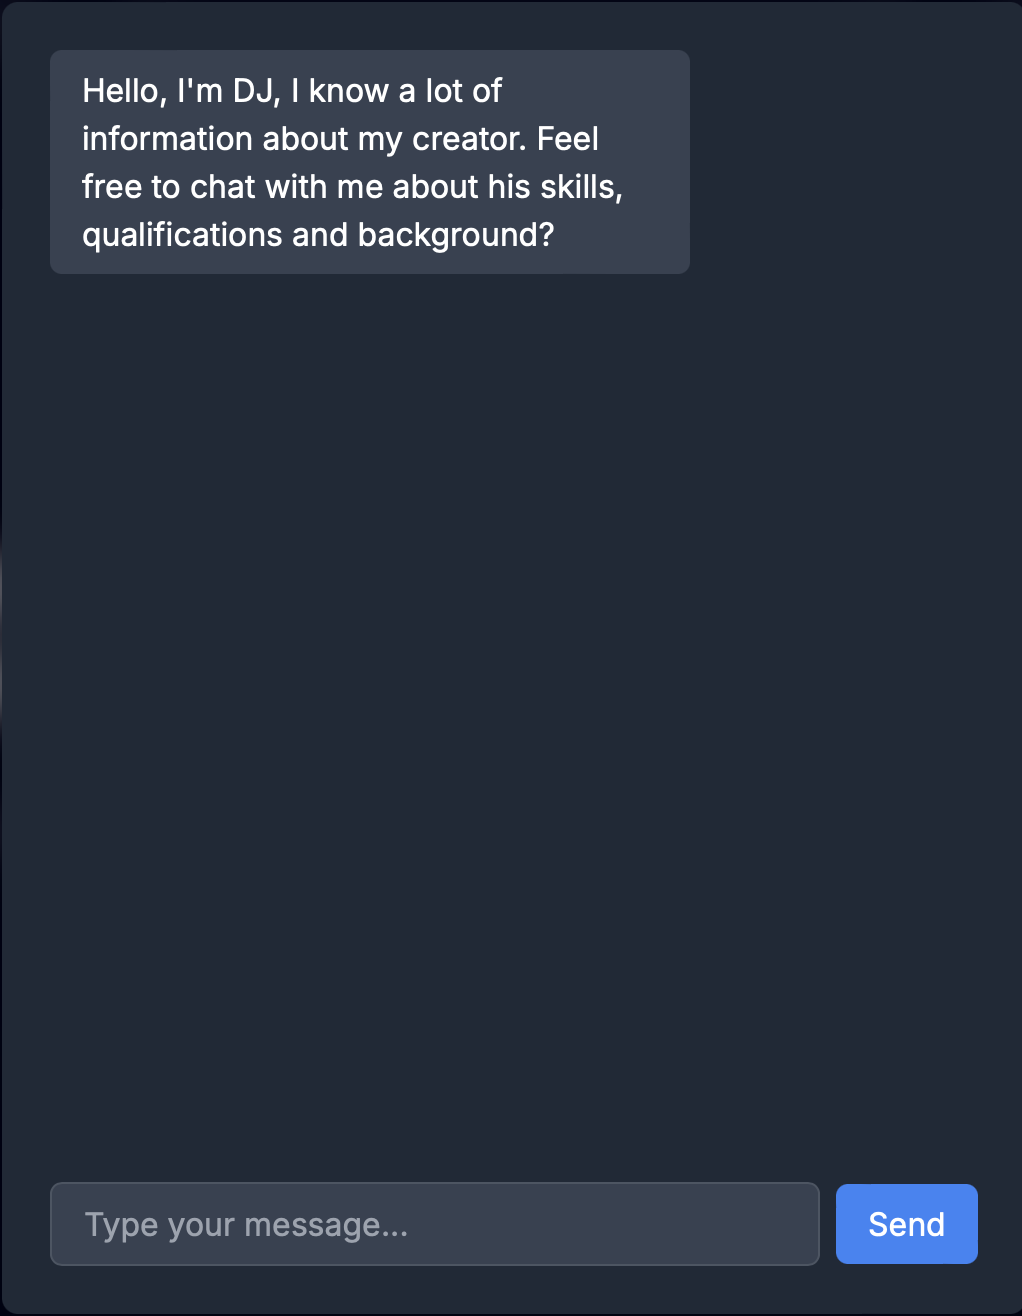 Hello, I'm DJ, I know a lot of
information about my creator. Feel
free to chat with me about his skills,
qualifications and background?
Type your message...
Send